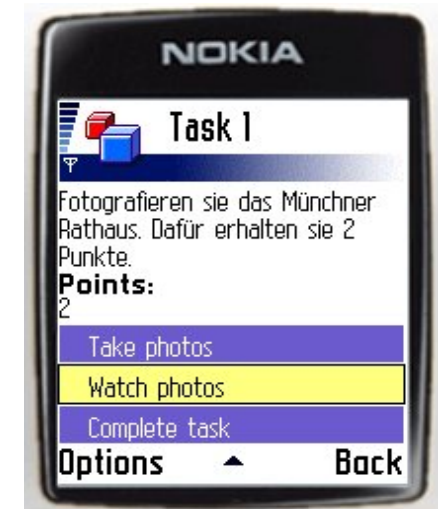 NOKIA
Task 1
Fotografieren sie das Münchner
Rathaus. Dafür erhalten sie 2
Punkte.
Points:
2
Take photos
Watch photos
Complete task
Options Back